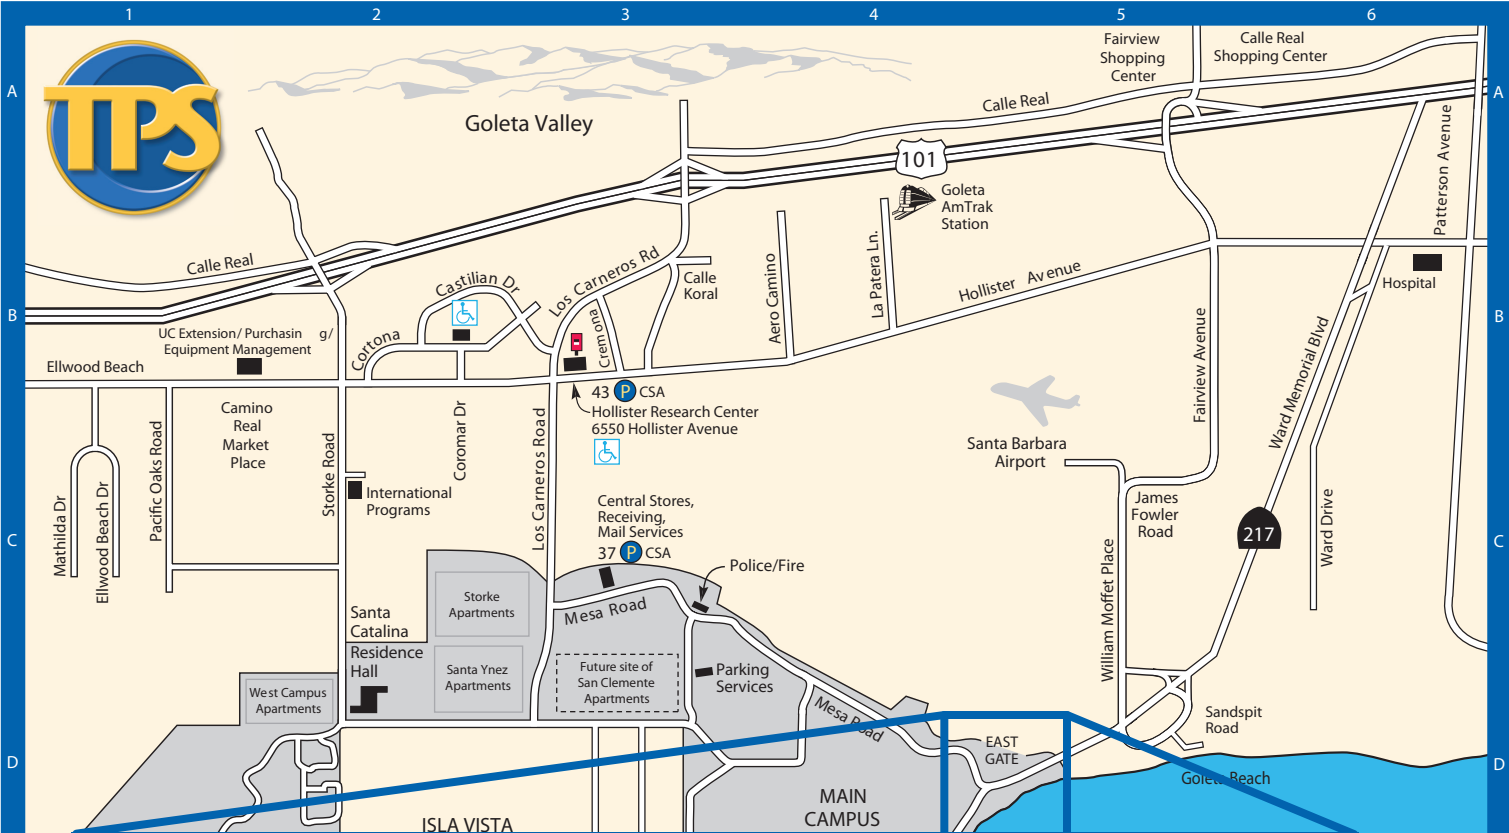 1
2
3
4
5
6
A
A
B
B
C
C
D
D
TPS
Goleta Valley
Fairview
Shopping
Center
Calle Real
Shopping Center
Calle Real
101
Goleta
AmTrak
Station
Patterson Avenue
Calle Real
Castilian Dr
Los Carneros Rd
Calle
Koral
Aero Camino
La Patera Ln.
Hollister Avenue
Hospital
UC Extension/ Purchasin g/
Equipment Management
Cortona
Cremona
Ellwood Beach
43 P CSA
Hollister Research Center
6550 Hollister Avenue
Camino
Real
Market
Place
Fairview Avenue
Ward Memorial Blvd
Santa Barbara
Airport
Mathilda Dr
Ellwood Beach Dr
Pacific Oaks Road
Storke Road
Coromar Dr
Los Carneros Road
International
Programs
Central Stores,
Receiving,
Mail Services
37 P CSA
James
Fowler
Road
217
Ward Drive
Police/Fire
William Moffet Place
Storke
Apartments
Mesa Road
Santa
Catalina
Residence
Hall
Santa Ynez
Apartments
Future site of
San Clemente
Apartments
Parking
Services
West Campus
Apartments
Mesa Road
Sandspit
Road
EAST
GATE
Goleta Beach
MAIN
CAMPUS
ISLA VISTA